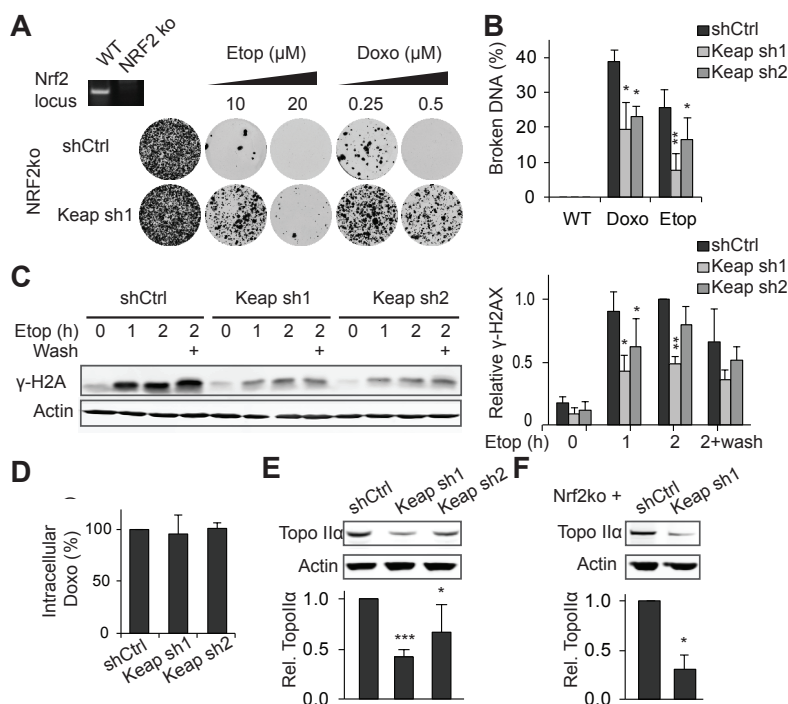 A
WT
NRF2 ko
Nrf2
locus
Etop (µM)
Doxo (µM)
10
20
0.25
0.5
NRF2ko
shCtrl
Keap sh1
B
shCtrl
Keap sh1
Keap sh2
Broken DNA (%)
40
30
20
10
0
* *
** *
WT
Doxo
Etop
C
shCtrl
Keap sh1
Keap sh2
Etop (h) 0 1 2 2 0 1 2 2 0 1 2 2
Wash + + +
γ-H2A
Actin
shCtrl
Keap sh1
Keap sh2
Relative γ-H2AX
1.0
0.5
0
* *
**
Etop (h) 0 1 2 2+wash
D
Intracellular
Doxo (%)
100
50
0
shCtrl
Keap sh1
Keap sh2
E
shCtrl
Keap sh1
Keap sh2
Topo IIα
Actin
Rel. TopoIIα
1.0
0.5
0.0
***
*
F
Nrf2ko +
shCtrl
Keap sh1
Topo IIα
Actin
Rel. TopoIIα
1.0
0.5
0.0
*